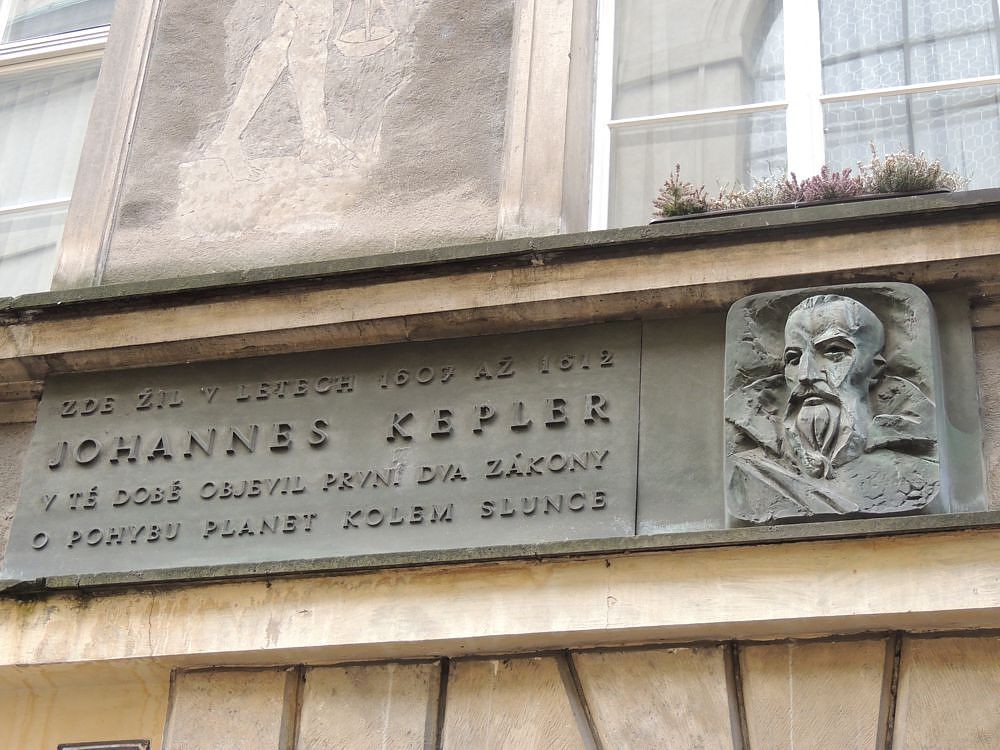 ZDE ŽIL V LETECH 1607 AŽ 1612
JOHANNES KEPLER
V TÉ DOBĚ OBJEVIL PRVNÍ DVA ZÁKONY
O POHYBU PLANET KOLEM SLUNCE